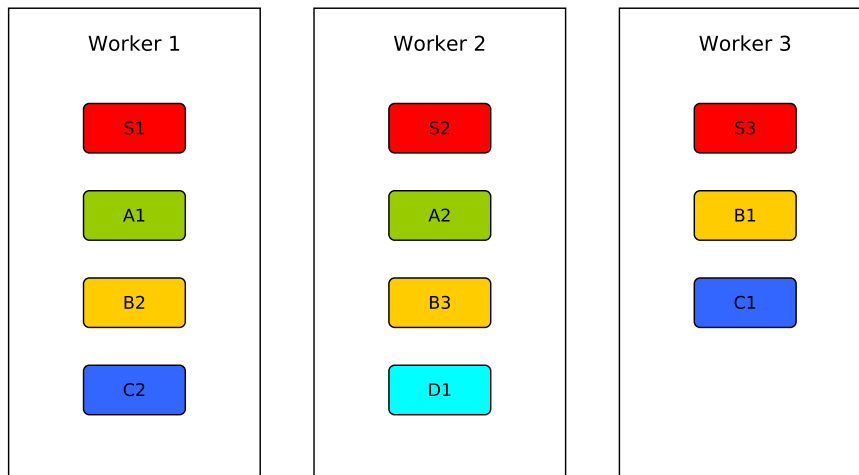 Worker 1
S1
A1
B2
C2
Worker 2
S2
A2
B3
D1
Worker 3
S3
B1
C1